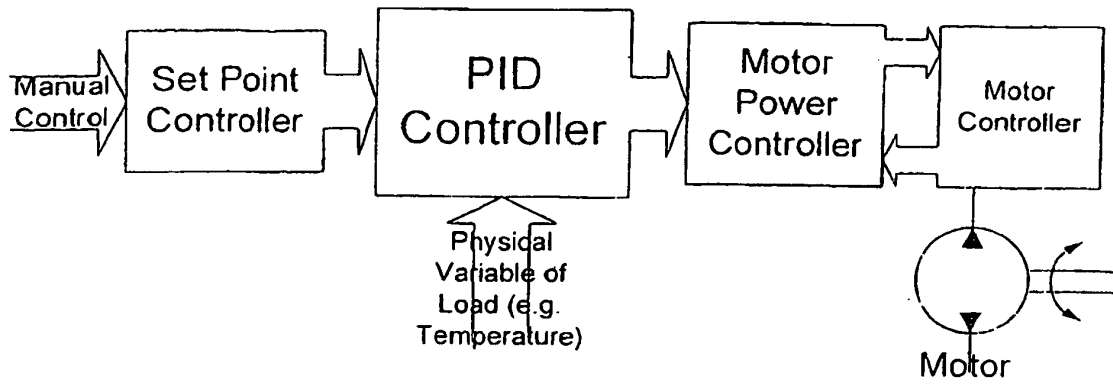 Manual
Control
Set Point
Controller
PID
Controller
Motor
Power
Controller
Motor
Controller
Physical
Variable of
Load (e.g.
Temperature)
Motor